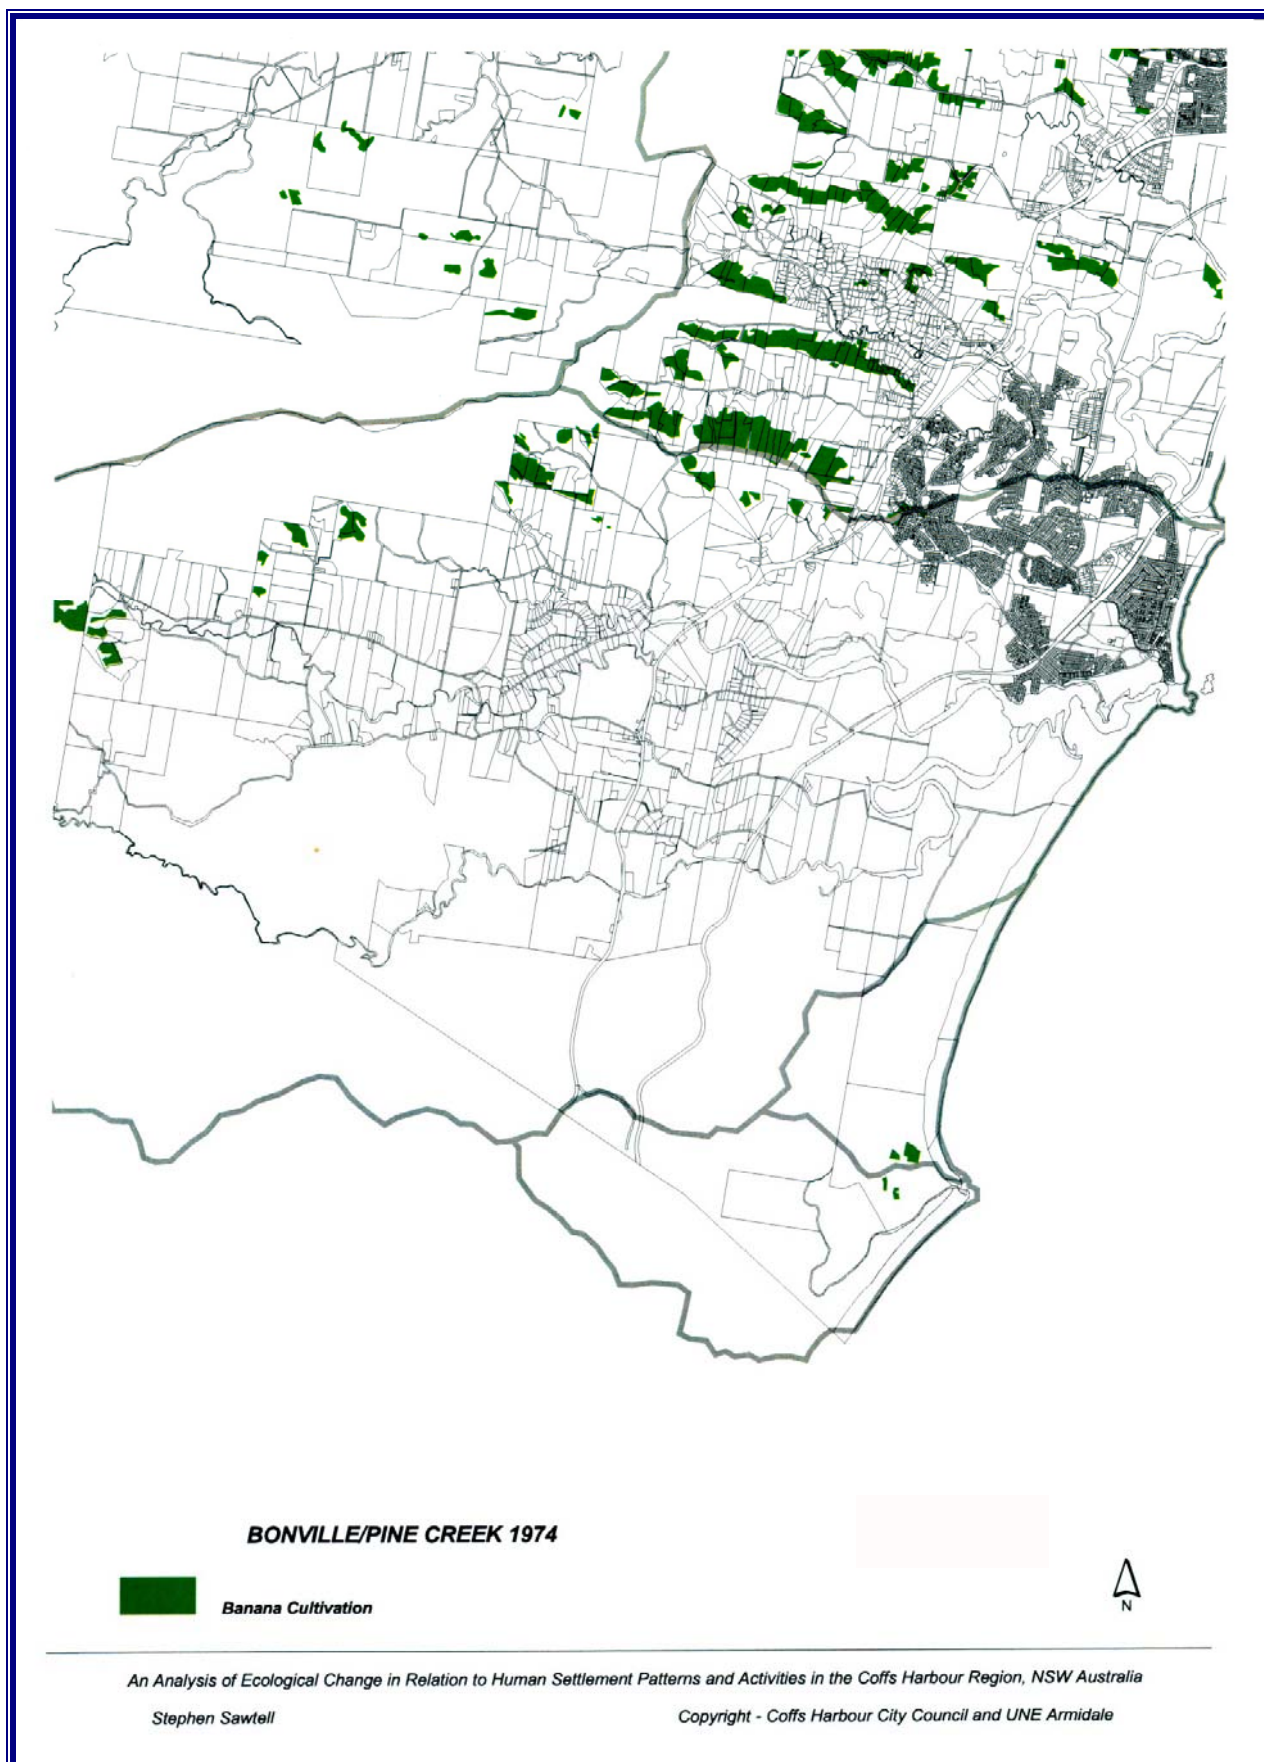 BONVILLE/PINE CREEK 1974
Banana Cultivation
N
An Analysis of Ecological Change in Relation to Human Settlement Patterns and Activities in the Coffs Harbour Region, NSW Australia
Stephen Sawtell
Copyright - Coffs Harbour City Council and UNE Armidale